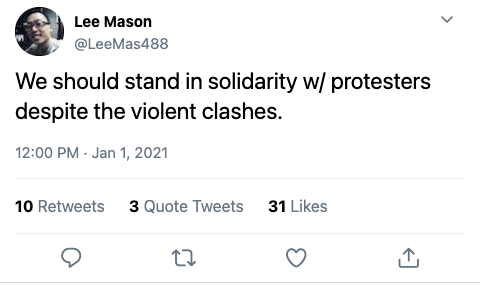 Lee Mason
@LeeMas488
We should stand in solidarity w/ protesters
despite the violent clashes.
12:00 PM · Jan 1, 2021
10 Retweets 3 Quote Tweets 31 Likes